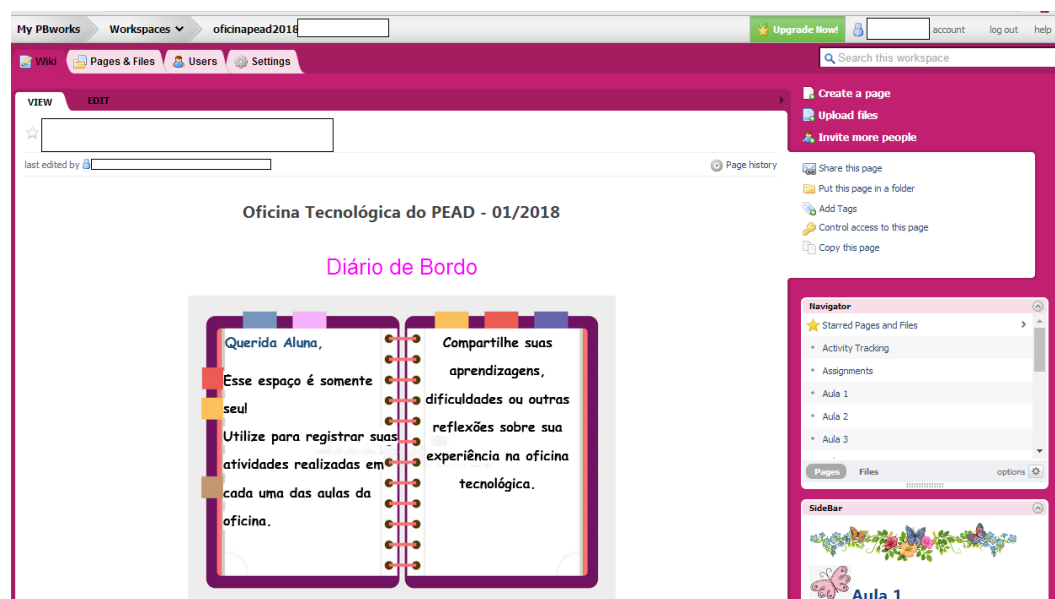 My PBworks Workspaces oficinapead2018
Upgrade Now! account log out help
Wiki Pages & Files Users Settings
Search this workspace
VIEW EDIT
Create a page
Upload files
Invite more people
last edited by
Page history
Share this page
Put this page in a folder
Add Tags
Control access to this page
Copy this page
Oficina Tecnológica do PEAD - 01/2018
Diário de Bordo
Querida Aluna,
Esse espaço é somente
seu!
Utilize para registrar suas
atividades realizadas em
cada uma das aulas da
oficina.
Compartilhe suas
aprendizagens,
dificuldades ou outras
reflexões sobre sua
experiência na oficina
tecnológica.
Navigator
Starred Pages and Files
Activity Tracking
Assignments
Aula 1
Aula 2
Aula 3
Pages Files options
SideBar
Aula 1